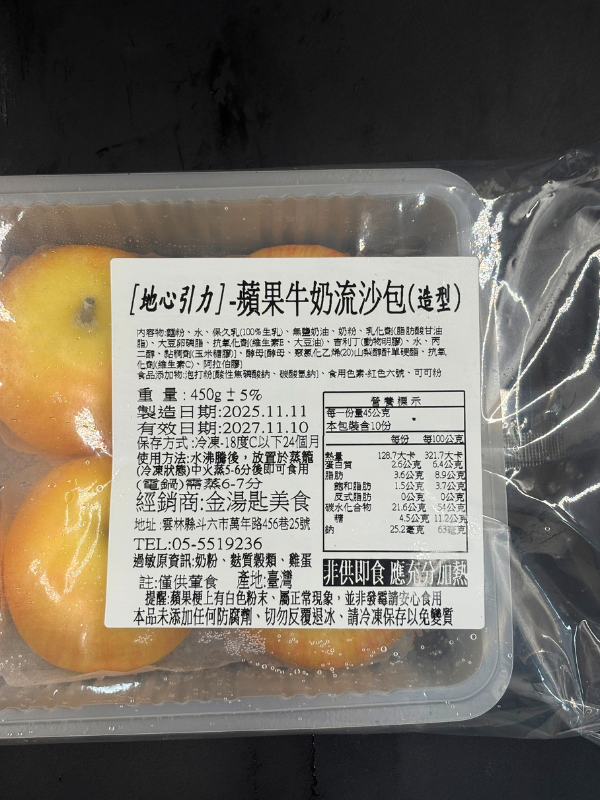 [地心引力]-蘋果牛奶流沙包(造型)
內容物:麵粉、水、保久乳(100%生乳)、無鹽奶油、奶粉、乳化劑(脂肪酸甘油
脂)、大豆卵磷脂、抗氧化劑(維生素E、大豆油)、吉利丁(動物明膠)、水、丙
二醇、黏稠劑(玉米糖膠)、酵母(酵母、聚氧化乙烯(20)山梨醇酐單硬脂、抗氧
化劑(維生素C)、阿拉伯膠)
食品添加物:泡打粉[酸性焦磷酸鈉、碳酸氫鈉]、食用色素-紅色六號、可可粉
重 量:450g±5%
製造日期:2025.11.11
有效日期:2027.11.10
保存方式:冷凍-18度C以下24個月
使用方法:水沸騰後,放置於蒸籠
(冷凍狀態)中火蒸5-6分後即可食用
(電鍋)需蒸6-7分
經銷商:金湯匙美食
地址:雲林縣斗六市萬年路456巷25號
TEL:05-5519236
過敏原資訊:奶粉、麩質穀類、雞蛋
註:僅供葷食 產地:臺灣
營養標示
每一份量45公克
本包裝含10份
每份 每100公克
熱量 128.7大卡 321.7大卡
蛋白質 2.6公克 6.4公克
脂肪 3.6公克 8.9公克
飽和脂肪 1.5公克 3.7公克
反式脂肪 0公克 0公克
碳水化合物 21.6公克 54公克
糖 4.5公克 11.2公克
鈉 25.2毫克 63毫克
非供即食 應充分加熱
提醒:蘋果梗上有白色粉末、屬正常現象,並非發霉請安心食用
本品未添加任何防腐劑、切勿反覆退冰、請冷凍保存以免變質